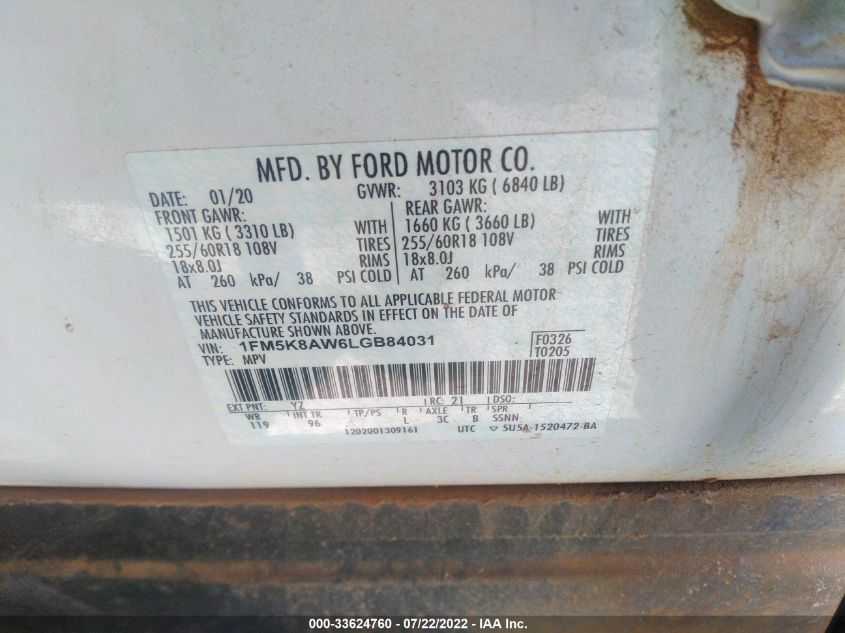 MFD. BY FORD MOTOR CO.
DATE: 01/20 GVWR: 3103 KG ( 6840 LB)
FRONT GAWR: REAR GAWR:
1501 KG ( 3310 LB) WITH 1660 KG ( 3660 LB) WITH
255/60R18 108V TIRES 255/60R18 108V TIRES
18x8.0J RIMS 18x8.0J RIMS
AT 260 kPa/ 38 PSI COLD AT 260 kPa/ 38 PSI COLD
THIS VEHICLE CONFORMS TO ALL APPLICABLE FEDERAL MOTOR
VEHICLE SAFETY STANDARDS IN EFFECT ON THE DATE OF
MANUFACTURE SHOWN ABOVE.
VIN: 1FM5K8AW6LGB84031 F0326
TYPE: MPV T0205
EXT PNT: YZ RC: 21 DSO:
WB INT TR TP/PS R AXLE TR SPR
119 96 L 3C B SSNN
1202001309161 UTC ▽ 5U5A-1520472-BA
000-33624760 - 07/22/2022 - IAA Inc.